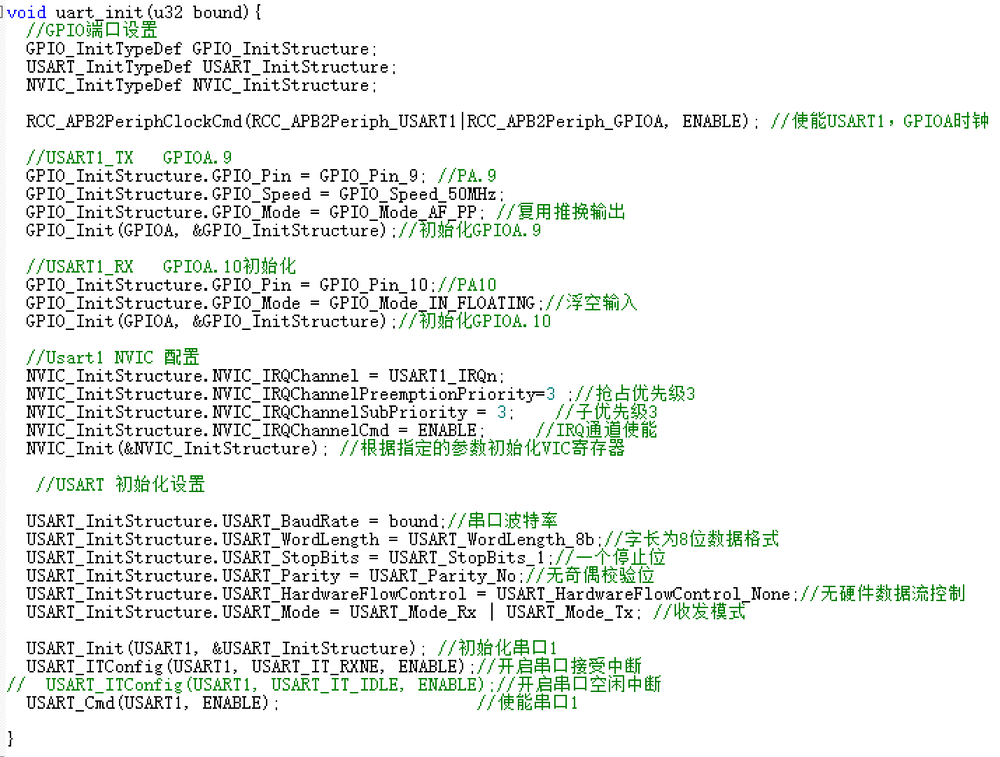 void uart_init(u32 bound){
//GPIO端口设置
GPIO_InitTypeDef GPIO_InitStructure;
USART_InitTypeDef USART_InitStructure;
NVIC_InitTypeDef NVIC_InitStructure;
RCC_APB2PeriphClockCmd(RCC_APB2Periph_USART1|RCC_APB2Periph_GPIOA, ENABLE); //使能USART1，GPIOA时钟
//USART1_TX   GPIOA.9
GPIO_InitStructure.GPIO_Pin = GPIO_Pin_9; //PA.9
GPIO_InitStructure.GPIO_Speed = GPIO_Speed_50MHz;
GPIO_InitStructure.GPIO_Mode = GPIO_Mode_AF_PP; //复用推挽输出
GPIO_Init(GPIOA, &GPIO_InitStructure);//初始化GPIOA.9
//USART1_RX   GPIOA.10初始化
GPIO_InitStructure.GPIO_Pin = GPIO_Pin_10;//PA10
GPIO_InitStructure.GPIO_Mode = GPIO_Mode_IN_FLOATING;//浮空输入
GPIO_Init(GPIOA, &GPIO_InitStructure);//初始化GPIOA.10
//Usart1 NVIC 配置
NVIC_InitStructure.NVIC_IRQChannel = USART1_IRQn;
NVIC_InitStructure.NVIC_IRQChannelPreemptionPriority=3 ;//抢占优先级3
NVIC_InitStructure.NVIC_IRQChannelSubPriority = 3;    //子优先级3
NVIC_InitStructure.NVIC_IRQChannelCmd = ENABLE;     //IRQ通道使能
NVIC_Init(&NVIC_InitStructure); //根据指定的参数初始化VIC寄存器
//USART 初始化设置
USART_InitStructure.USART_BaudRate = bound;//串口波特率
USART_InitStructure.USART_WordLength = USART_WordLength_8b;//字长为8位数据格式
USART_InitStructure.USART_StopBits = USART_StopBits_1;//一个停止位
USART_InitStructure.USART_Parity = USART_Parity_No;//无奇偶校验位
USART_InitStructure.USART_HardwareFlowControl = USART_HardwareFlowControl_None;//无硬件数据流控制
USART_InitStructure.USART_Mode = USART_Mode_Rx | USART_Mode_Tx; //收发模式
USART_Init(USART1, &USART_InitStructure); //初始化串口1
USART_ITConfig(USART1, USART_IT_RXNE, ENABLE);//开启串口接受中断
//  USART_ITConfig(USART1, USART_IT_IDLE, ENABLE);//开启串口空闲中断
USART_Cmd(USART1, ENABLE);                    //使能串口1
}